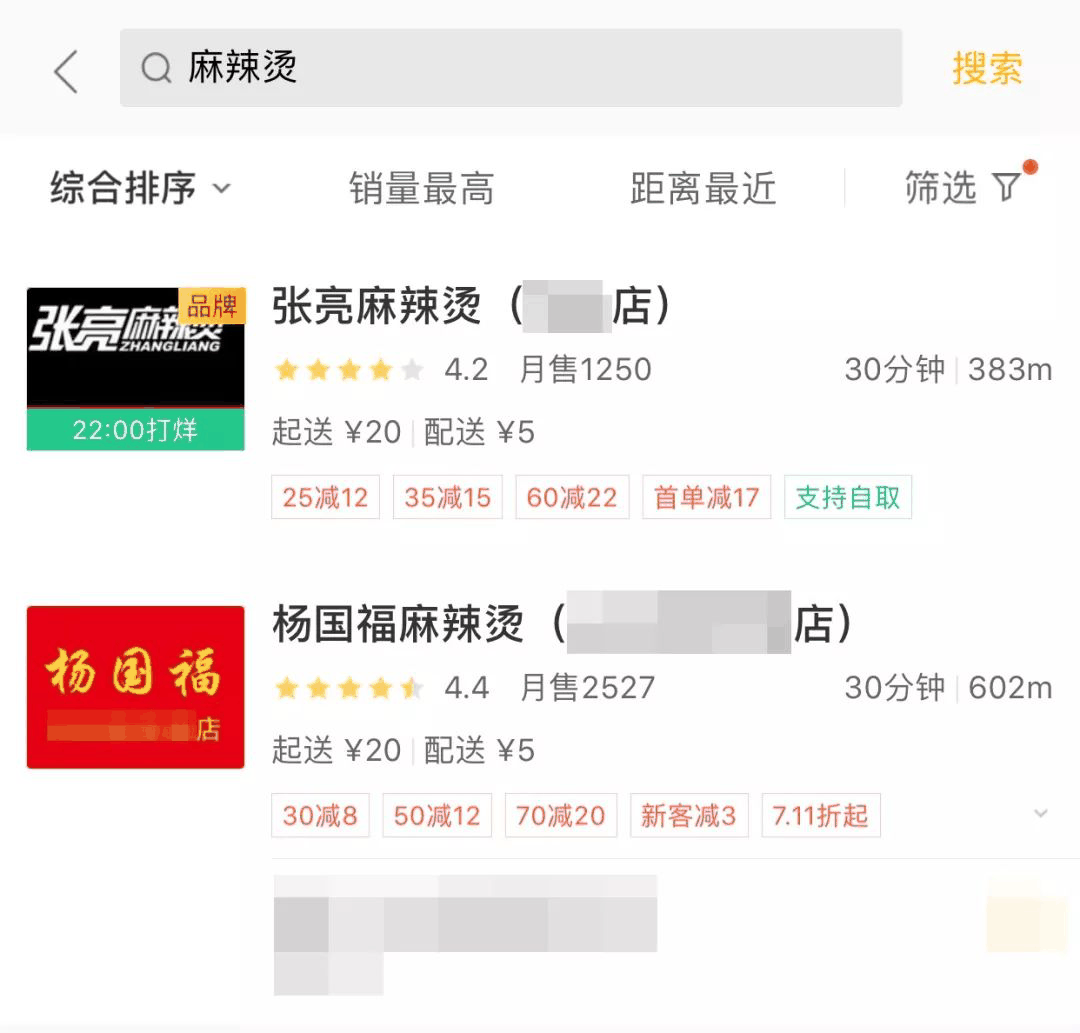 麻辣烫
搜索
综合排序 销量最高 距离最近 筛选
张亮麻辣烫
品牌
ZHANGLIANG
22:00打烊
张亮麻辣烫（店）
4.2 月售1250 30分钟 383m
起送 ¥20 配送 ¥5
25减12 35减15 60减22 首单减17 支持自取
杨国福
店
杨国福麻辣烫（店）
4.4 月售2527 30分钟 602m
起送 ¥20 配送 ¥5
30减8 50减12 70减20 新客减3 7.11折起